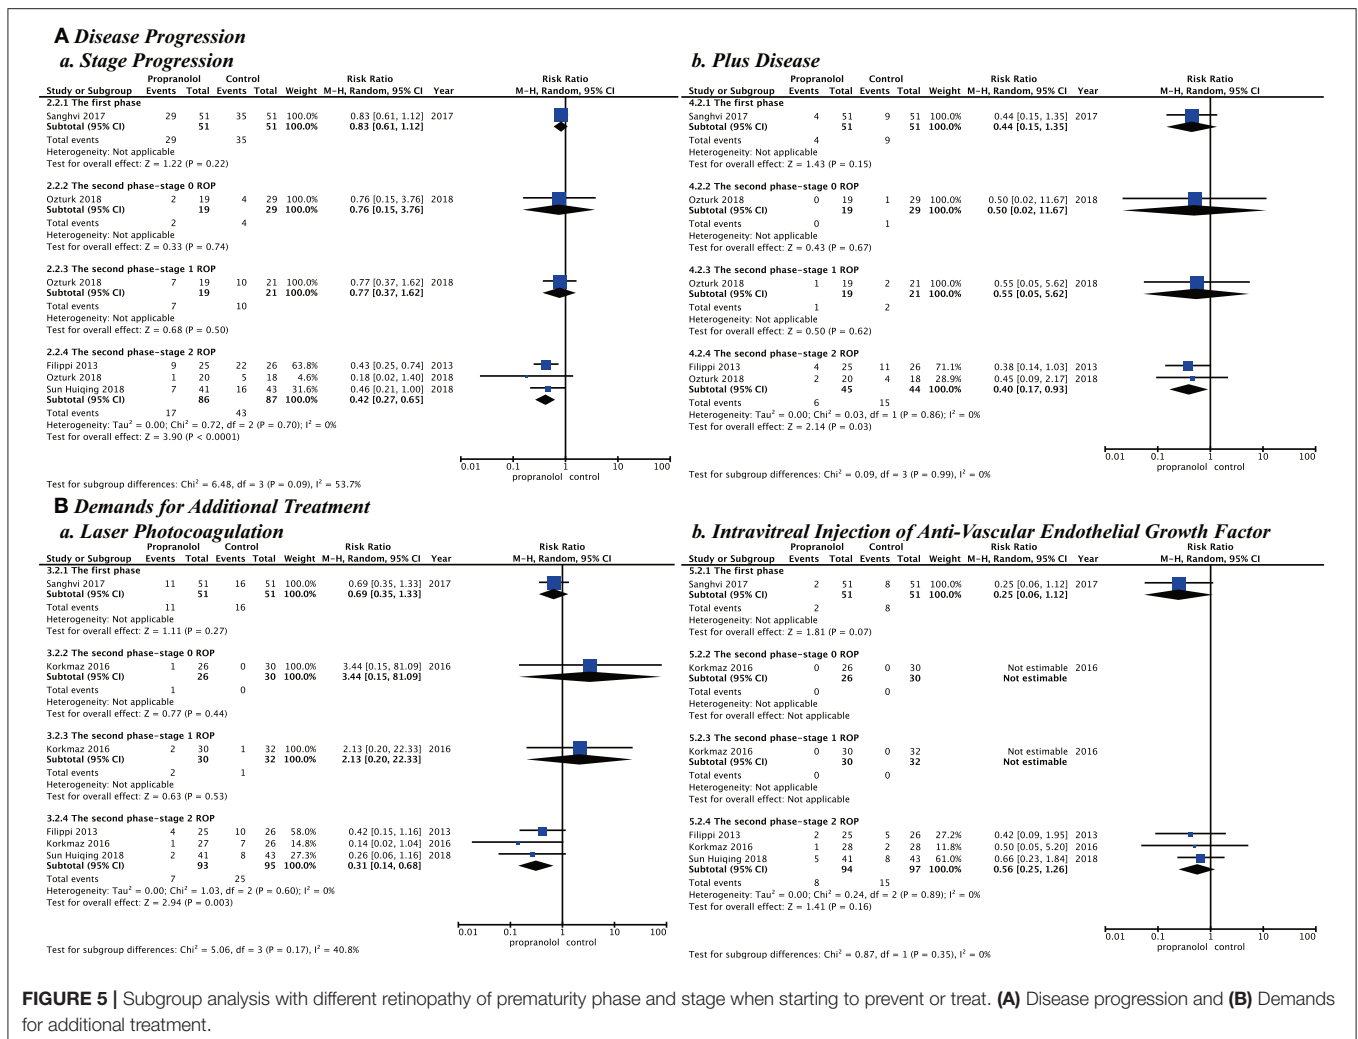 A Disease Progression
a. Stage Progression
Propranolol Control Risk Ratio Risk Ratio
Study or Subgroup Events Total Events Total Weight M-H, Random, 95% CI Year M-H, Random, 95% CI
2.2.1 The first phase
Sanghvi 2017 29 51 35 51 100.0% 0.83 [0.61, 1.12] 2017
Subtotal (95% CI) 51 51 100.0% 0.83 [0.61, 1.12]
Total events 29 35
Heterogeneity: Not applicable
Test for overall effect: Z = 1.22 (P = 0.22)
2.2.2 The second phase-stage 0 ROP
Ozturk 2018 2 19 4 29 100.0% 0.76 [0.15, 3.76] 2018
Subtotal (95% CI) 19 29 100.0% 0.76 [0.15, 3.76]
Total events 2 4
Heterogeneity: Not applicable
Test for overall effect: Z = 0.33 (P = 0.74)
2.2.3 The second phase-stage 1 ROP
Ozturk 2018 7 19 10 21 100.0% 0.77 [0.37, 1.62] 2018
Subtotal (95% CI) 19 21 100.0% 0.77 [0.37, 1.62]
Total events 7 10
Heterogeneity: Not applicable
Test for overall effect: Z = 0.68 (P = 0.50)
2.2.4 The second phase-stage 2 ROP
Filippi 2013 9 25 22 26 63.8% 0.43 [0.25, 0.74] 2013
Ozturk 2018 1 20 5 18 4.6% 0.18 [0.02, 1.40] 2018
Sun Huiqing 2018 7 41 16 43 31.6% 0.46 [0.21, 1.00] 2018
Subtotal (95% CI) 86 87 100.0% 0.42 [0.27, 0.65]
Total events 17 43
Heterogeneity: Tau² = 0.00; Chi² = 0.72, df = 2 (P = 0.70); I² = 0%
Test for overall effect: Z = 3.90 (P < 0.0001)
0.01 0.1 1 10 100
propranolol control
Test for subgroup differences: Chi² = 6.48, df = 3 (P = 0.09), I² = 53.7%
b. Plus Disease
Propranolol Control Risk Ratio Risk Ratio
Study or Subgroup Events Total Events Total Weight M-H, Random, 95% CI Year M-H, Random, 95% CI
4.2.1 The first phase
Sanghvi 2017 4 51 9 51 100.0% 0.44 [0.15, 1.35] 2017
Subtotal (95% CI) 51 51 100.0% 0.44 [0.15, 1.35]
Total events 4 9
Heterogeneity: Not applicable
Test for overall effect: Z = 1.43 (P = 0.15)
4.2.2 The second phase-stage 0 ROP
Ozturk 2018 0 19 1 29 100.0% 0.50 [0.02, 11.67] 2018
Subtotal (95% CI) 19 29 100.0% 0.50 [0.02, 11.67]
Total events 0 1
Heterogeneity: Not applicable
Test for overall effect: Z = 0.43 (P = 0.67)
4.2.3 The second phase-stage 1 ROP
Ozturk 2018 1 19 2 21 100.0% 0.55 [0.05, 5.62] 2018
Subtotal (95% CI) 19 21 100.0% 0.55 [0.05, 5.62]
Total events 1 2
Heterogeneity: Not applicable
Test for overall effect: Z = 0.50 (P = 0.62)
4.2.4 The second phase-stage 2 ROP
Filippi 2013 4 25 11 26 71.1% 0.38 [0.14, 1.03] 2013
Ozturk 2018 2 20 4 18 28.9% 0.45 [0.09, 2.17] 2018
Subtotal (95% CI) 45 44 100.0% 0.40 [0.17, 0.93]
Total events 6 15
Heterogeneity: Tau² = 0.00; Chi² = 0.03, df = 1 (P = 0.86); I² = 0%
Test for overall effect: Z = 2.14 (P = 0.03)
0.01 0.1 1 10 100
propranolol control
Test for subgroup differences: Chi² = 0.09, df = 3 (P = 0.99), I² = 0%
B Demands for Additional Treatment
a. Laser Photocoagulation
Propranolol Control Risk Ratio Risk Ratio
Study or Subgroup Events Total Events Total Weight M-H, Random, 95% CI Year M-H, Random, 95% CI
3.2.1 The first phase
Sanghvi 2017 11 51 16 51 100.0% 0.69 [0.35, 1.33] 2017
Subtotal (95% CI) 51 51 100.0% 0.69 [0.35, 1.33]
Total events 11 16
Heterogeneity: Not applicable
Test for overall effect: Z = 1.11 (P = 0.27)
3.2.2 The second phase-stage 0 ROP
Korkmaz 2016 1 26 0 30 100.0% 3.44 [0.15, 81.09] 2016
Subtotal (95% CI) 26 30 100.0% 3.44 [0.15, 81.09]
Total events 1 0
Heterogeneity: Not applicable
Test for overall effect: Z = 0.77 (P = 0.44)
3.2.3 The second phase-stage 1 ROP
Korkmaz 2016 2 30 1 32 100.0% 2.13 [0.20, 22.33] 2016
Subtotal (95% CI) 30 32 100.0% 2.13 [0.20, 22.33]
Total events 2 1
Heterogeneity: Not applicable
Test for overall effect: Z = 0.63 (P = 0.53)
3.2.4 The second phase-stage 2 ROP
Filippi 2013 4 25 10 26 58.0% 0.42 [0.15, 1.16] 2013
Korkmaz 2016 1 27 7 26 14.8% 0.14 [0.02, 1.04] 2016
Sun Huiqing 2018 2 41 8 43 27.3% 0.26 [0.06, 1.16] 2018
Subtotal (95% CI) 93 95 100.0% 0.31 [0.14, 0.68]
Total events 7 25
Heterogeneity: Tau² = 0.00; Chi² = 1.03, df = 2 (P = 0.60); I² = 0%
Test for overall effect: Z = 2.94 (P = 0.003)
0.01 0.1 1 10 100
propranolol control
Test for subgroup differences: Chi² = 5.06, df = 3 (P = 0.17), I² = 40.8%
b. Intravitreal Injection of Anti-Vascular Endothelial Growth Factor
Propranolol Control Risk Ratio Risk Ratio
Study or Subgroup Events Total Events Total Weight M-H, Random, 95% CI Year M-H, Random, 95% CI
5.2.1 The first phase
Sanghvi 2017 2 51 8 51 100.0% 0.25 [0.06, 1.12] 2017
Subtotal (95% CI) 51 51 100.0% 0.25 [0.06, 1.12]
Total events 2 8
Heterogeneity: Not applicable
Test for overall effect: Z = 1.81 (P = 0.07)
5.2.2 The second phase-stage 0 ROP
Korkmaz 2016 0 26 0 30 Not estimable 2016
Subtotal (95% CI) 26 30 Not estimable
Total events 0 0
Heterogeneity: Not applicable
Test for overall effect: Not applicable
5.2.3 The second phase-stage 1 ROP
Korkmaz 2016 0 30 0 32 Not estimable 2016
Subtotal (95% CI) 30 32 Not estimable
Total events 0 0
Heterogeneity: Not applicable
Test for overall effect: Not applicable
5.2.4 The second phase-stage 2 ROP
Filippi 2013 2 25 5 26 27.2% 0.42 [0.09, 1.95] 2013
Korkmaz 2016 1 28 2 28 11.8% 0.50 [0.05, 5.20] 2016
Sun Huiqing 2018 5 41 8 43 61.0% 0.66 [0.23, 1.84] 2018
Subtotal (95% CI) 94 97 100.0% 0.56 [0.25, 1.26]
Total events 8 15
Heterogeneity: Tau² = 0.00; Chi² = 0.24, df = 2 (P = 0.89); I² = 0%
Test for overall effect: Z = 1.41 (P = 0.16)
0.01 0.1 1 10 100
propranolol control
Test for subgroup differences: Chi² = 0.87, df = 1 (P = 0.35), I² = 0%
FIGURE 5 | Subgroup analysis with different retinopathy of prematurity phase and stage when starting to prevent or treat. (A) Disease progression and (B) Demands
for additional treatment.